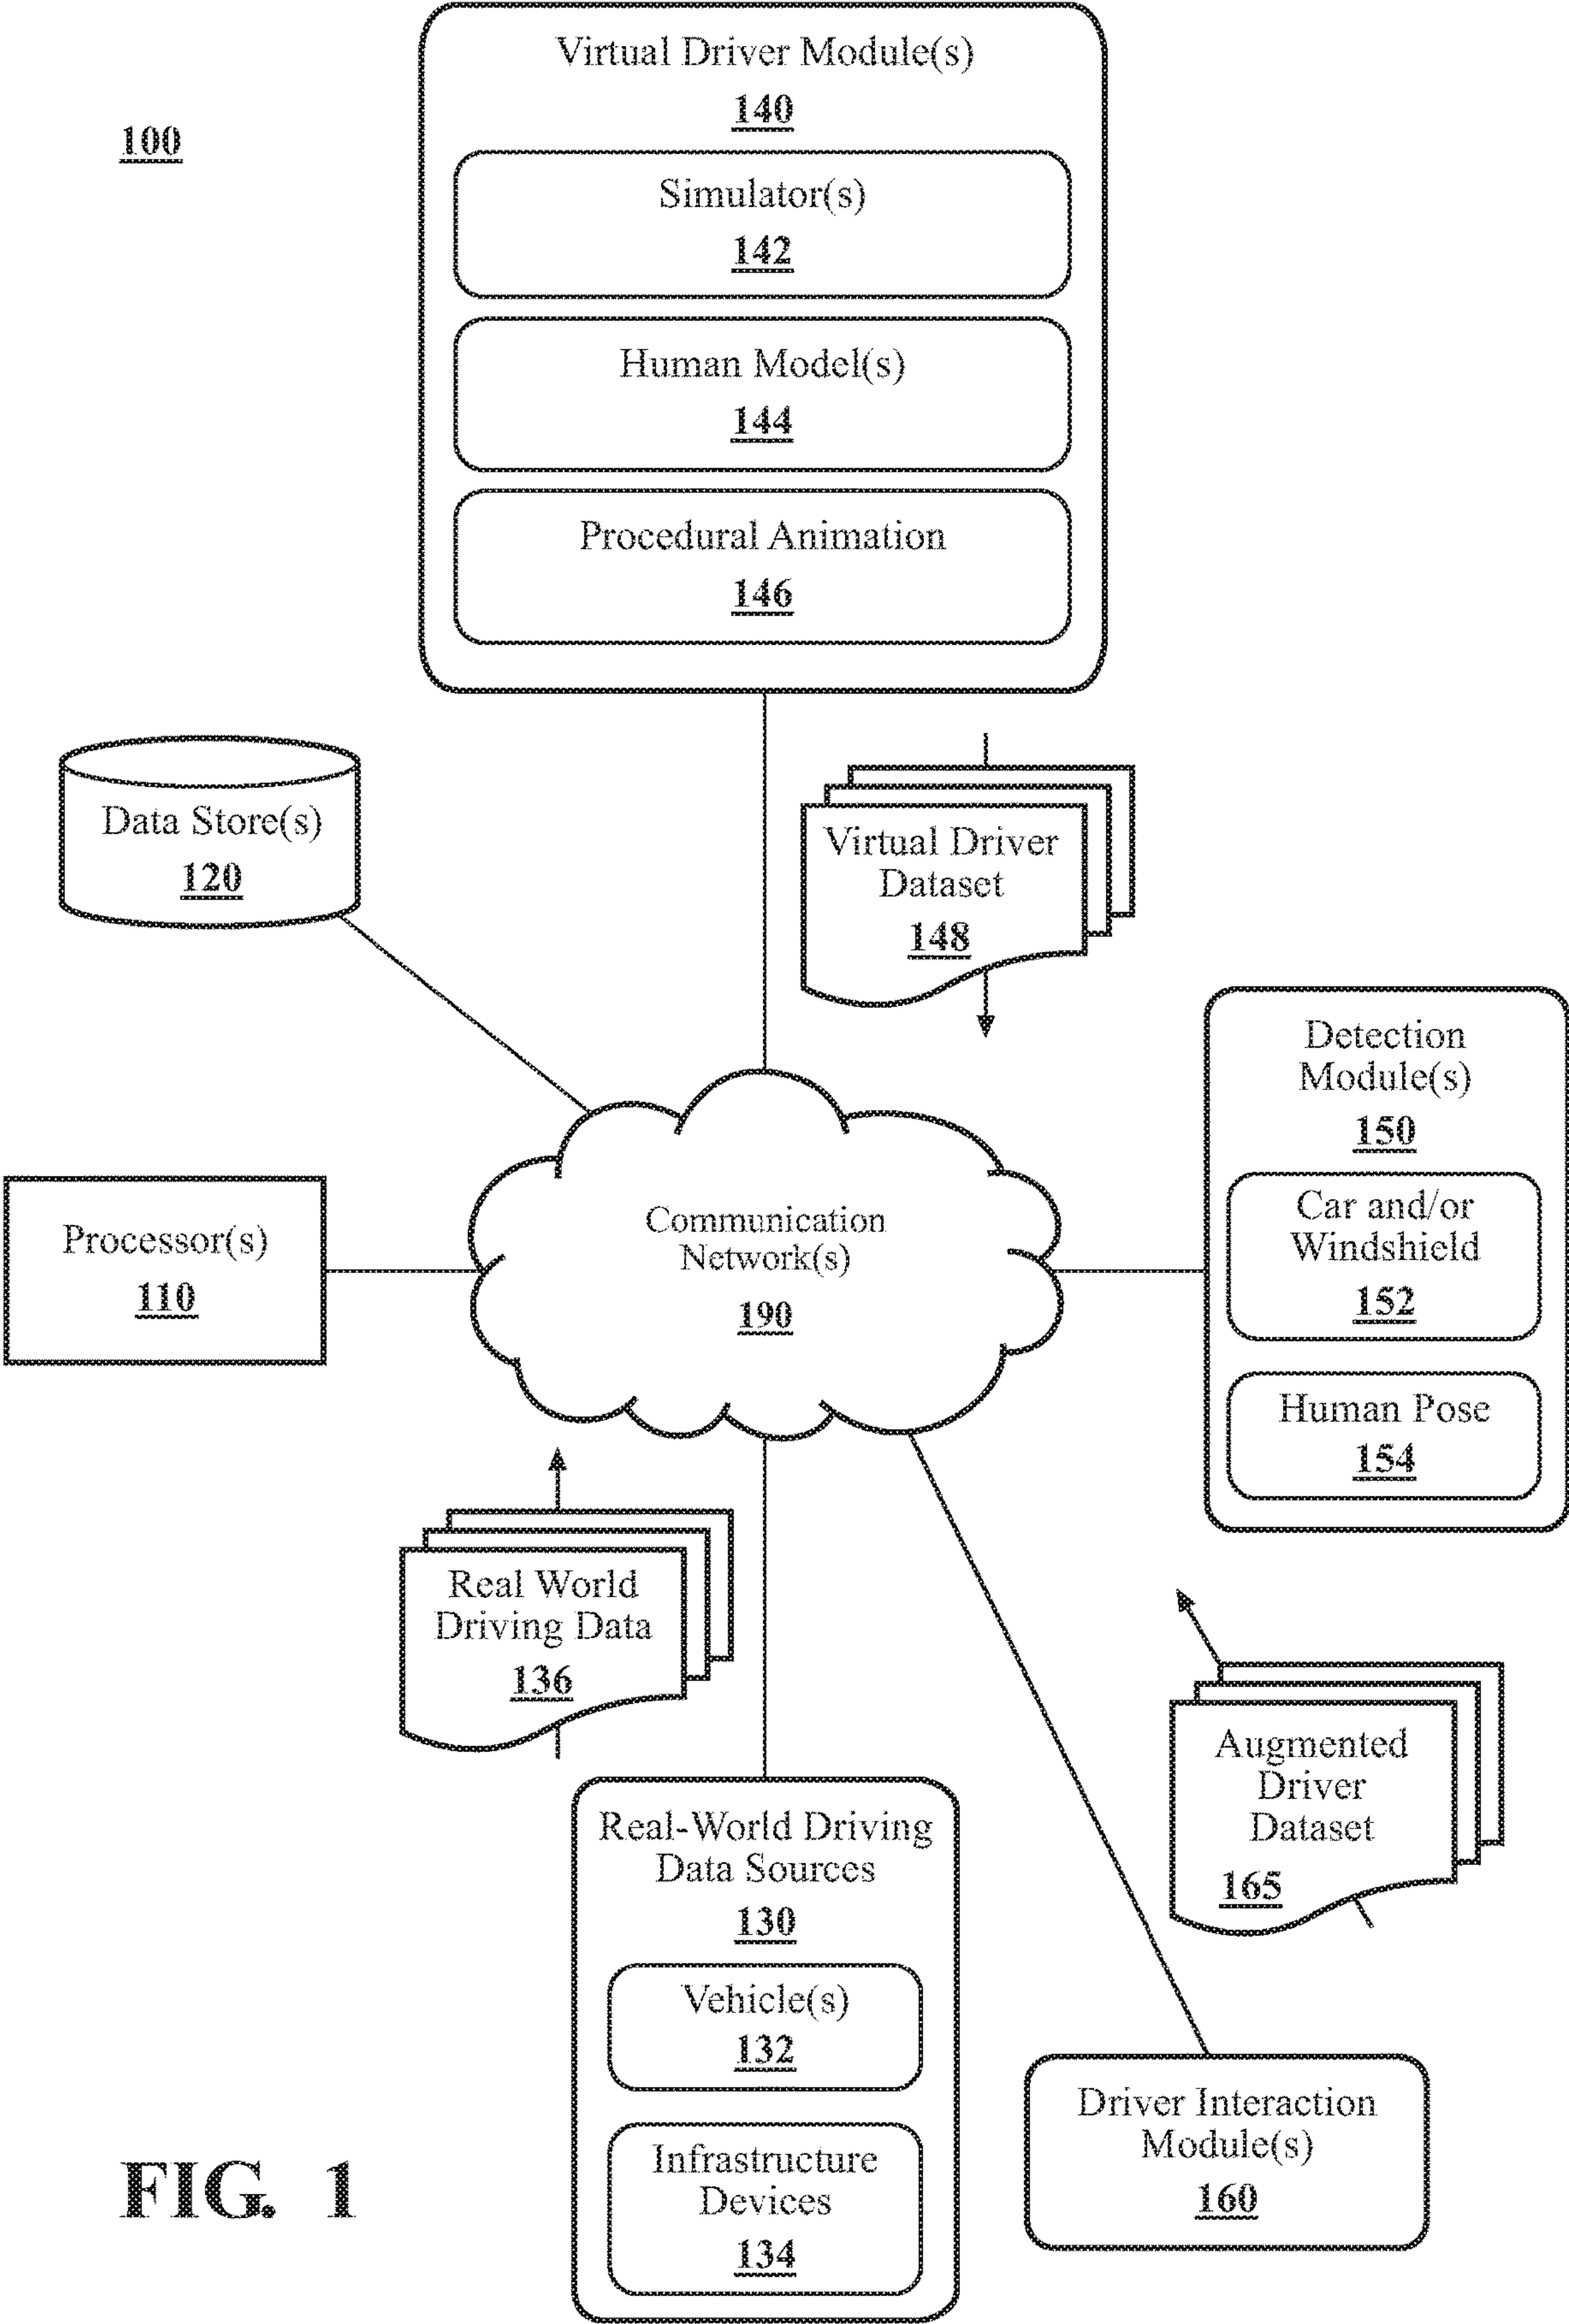 Virtual Driver Module(s)
140
100
Simulator(s)
142
Human Model(s)
144
Procedural Animation
146
Data Store(s)
120
Virtual Driver
Dataset
148
Detection
Module(s)
150
Car and/or
Windshield
152
Human Pose
154
Processor(s)
110
Communication
Network(s)
190
Real World
Driving Data
136
Augmented
Driver
Dataset
165
Real-World Driving
Data Sources
130
Vehicle(s)
132
Infrastructure
Devices
134
Driver Interaction
Module(s)
160
FIG. 1